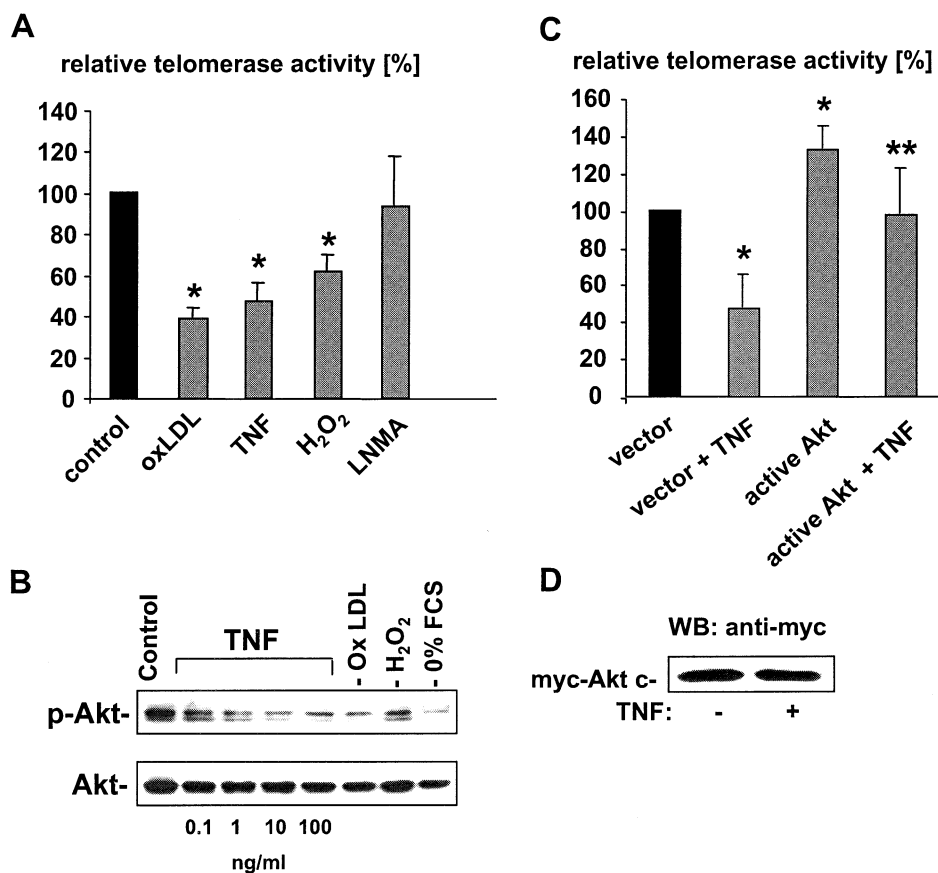 A
relative telomerase activity [%]
140
120
100
80
60
40
20
0
*
*
*
control
oxLDL
TNF
H₂O₂
LNMA
C
relative telomerase activity [%]
160
140
120
100
80
60
40
20
0
*
*
**
vector
vector + TNF
active Akt
active Akt + TNF
B
Control
TNF
- Ox LDL
- H₂O₂
- 0% FCS
p-Akt-
Akt-
0.1 1 10 100
ng/ml
D
WB: anti-myc
myc-Akt c-
TNF: - +